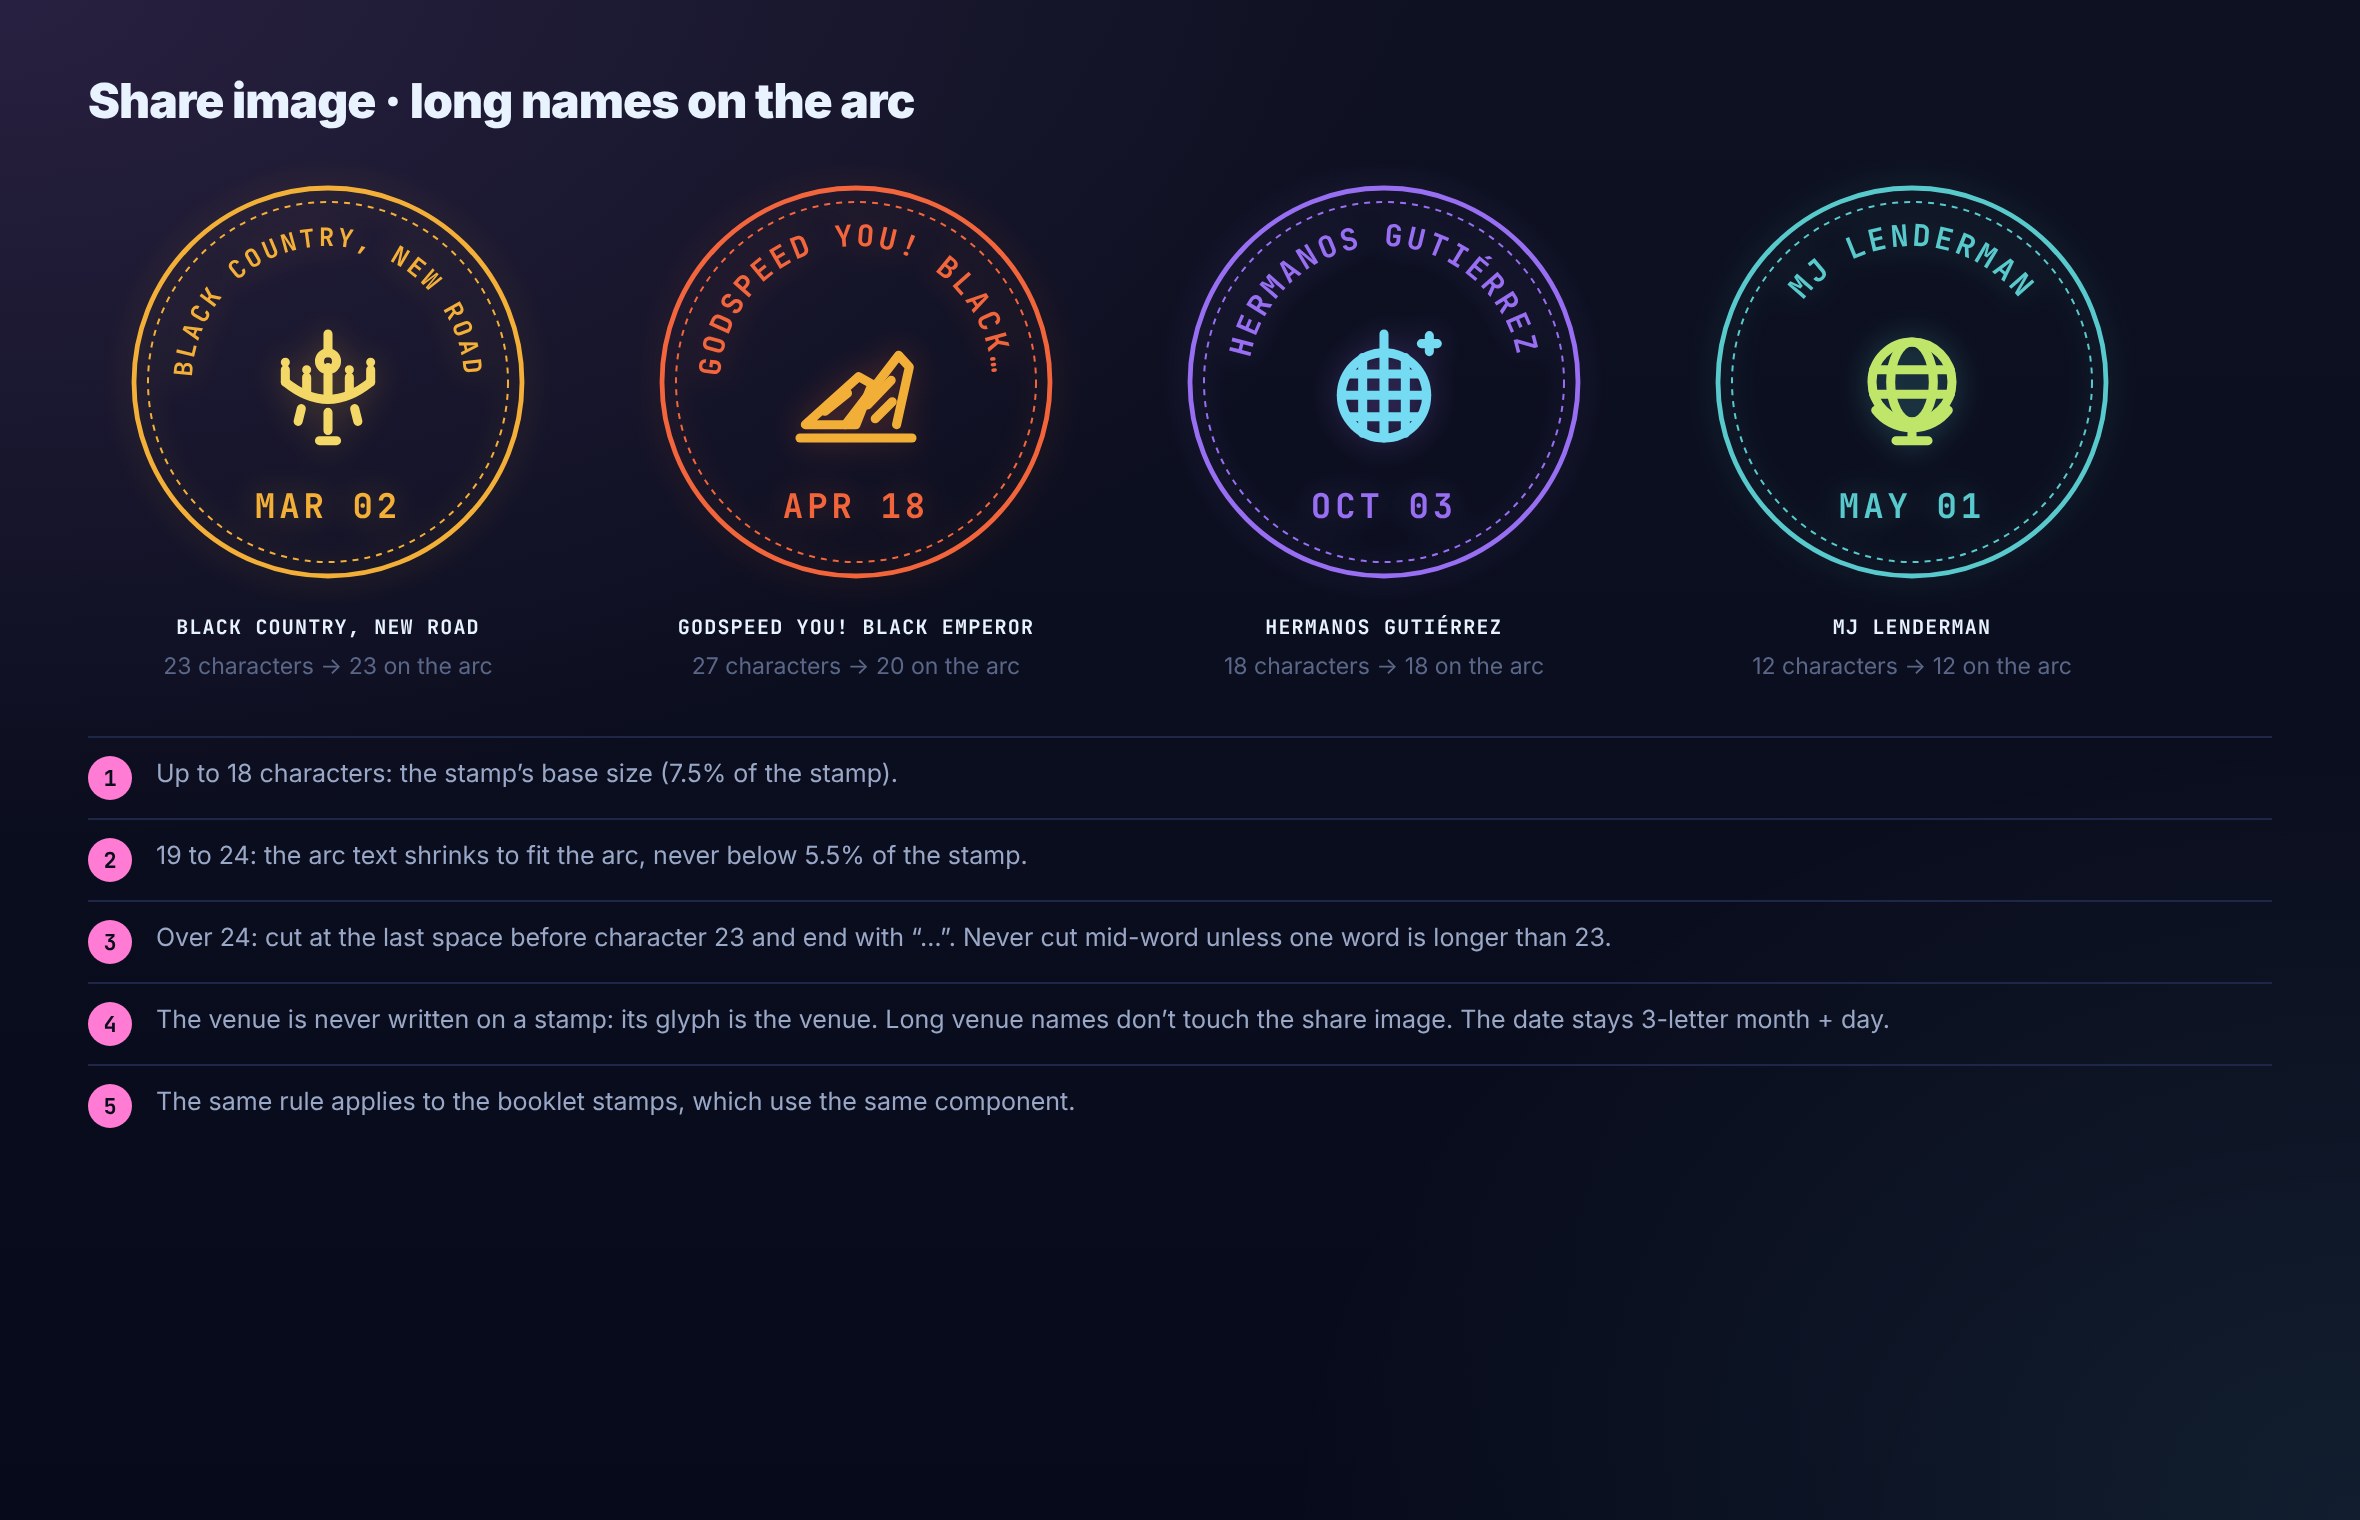 Share image · long names on the arc
BLACK COUNTRY, NEW ROAD
MAR 02
GODSPEED YOU! BLACK…
APR 18
HERMANOS GUTIÉRREZ
OCT 03
MJ LENDERMAN
MAY 01
BLACK COUNTRY, NEW ROAD
23 characters → 23 on the arc
GODSPEED YOU! BLACK EMPEROR
27 characters → 20 on the arc
HERMANOS GUTIÉRREZ
18 characters → 18 on the arc
MJ LENDERMAN
12 characters → 12 on the arc
1 Up to 18 characters: the stamp’s base size (7.5% of the stamp).
2 19 to 24: the arc text shrinks to fit the arc, never below 5.5% of the stamp.
3 Over 24: cut at the last space before character 23 and end with “…”. Never cut mid-word unless one word is longer than 23.
4 The venue is never written on a stamp: its glyph is the venue. Long venue names don’t touch the share image. The date stays 3-letter month + day.
5 The same rule applies to the booklet stamps, which use the same component.